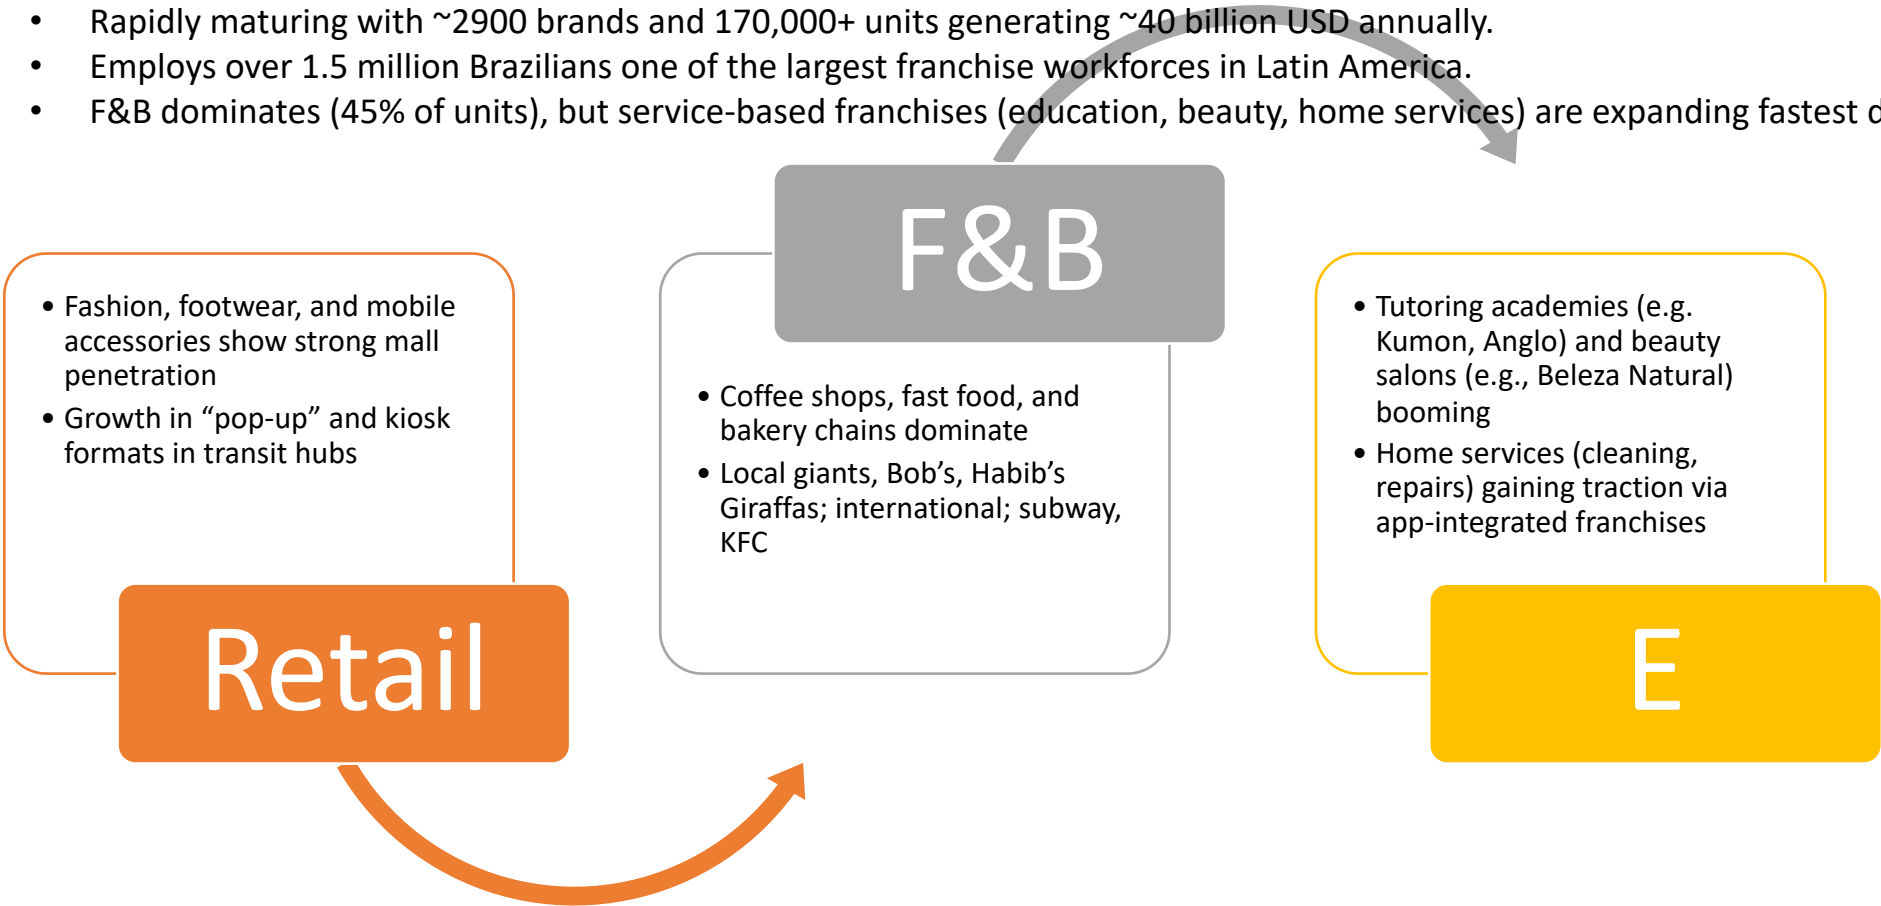 • Rapidly maturing with ~2900 brands and 170,000+ units generating ~40 billion USD annually.
• Employs over 1.5 million Brazilians one of the largest franchise workforces in Latin America.
• F&B dominates (45% of units), but service-based franchises (education, beauty, home services) are expanding fastest d
• Fashion, footwear, and mobile
accessories show strong mall
penetration
• Growth in “pop-up” and kiosk
formats in transit hubs
Retail
F&B
• Coffee shops, fast food, and
bakery chains dominate
• Local giants, Bob’s, Habib’s
Giraffas; international; subway,
KFC
• Tutoring academies (e.g.
Kumon, Anglo) and beauty
salons (e.g., Beleza Natural)
booming
• Home services (cleaning,
repairs) gaining traction via
app-integrated franchises
E